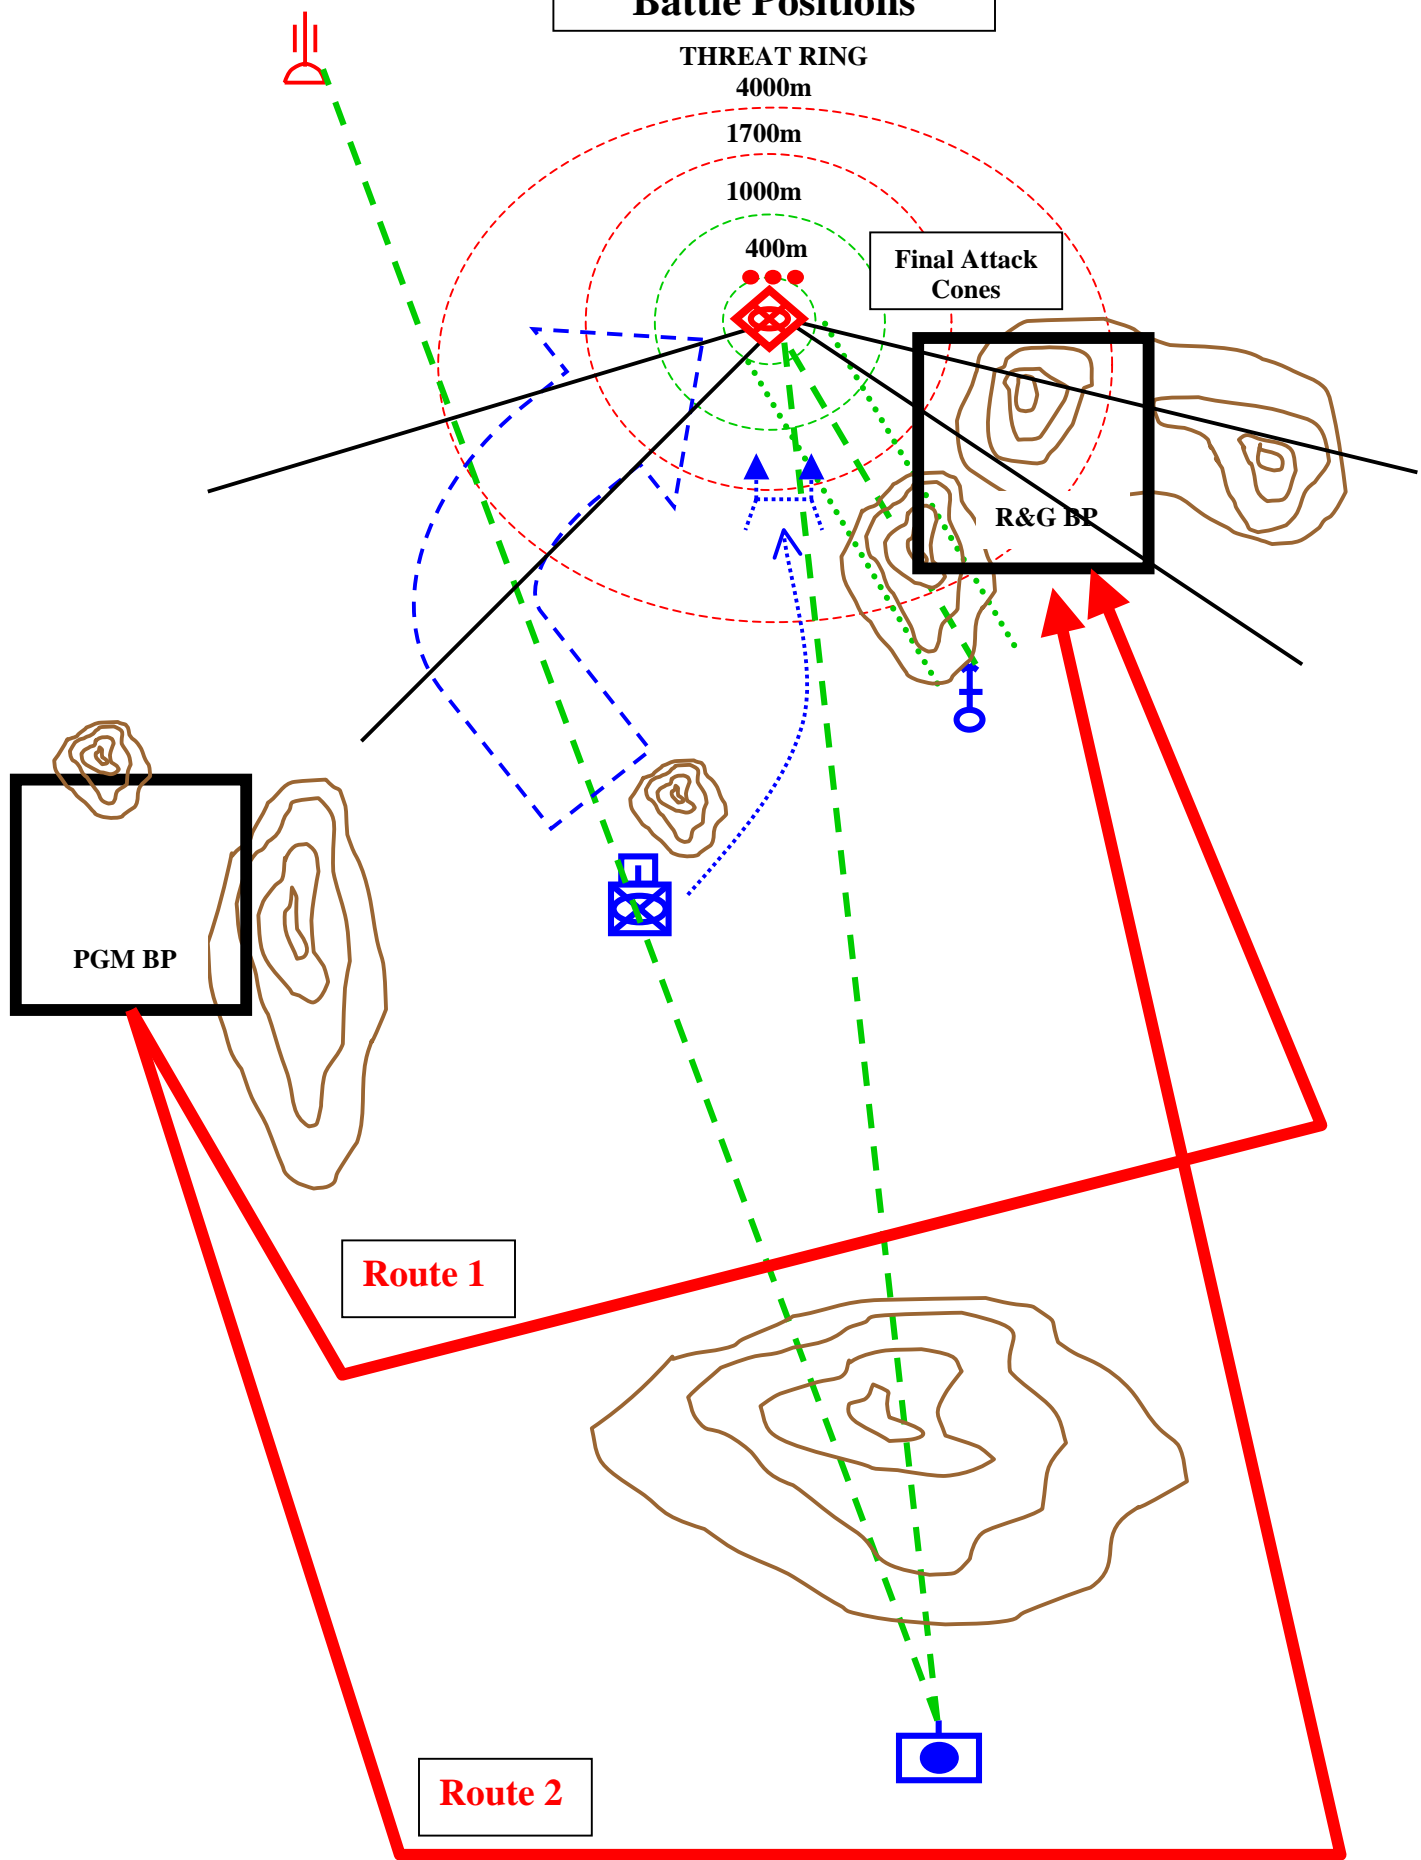 Battle Positions
THREAT RING
4000m
1700m
1000m
400m
Final Attack
Cones
R&G BP
PGM BP
Route 1
Route 2